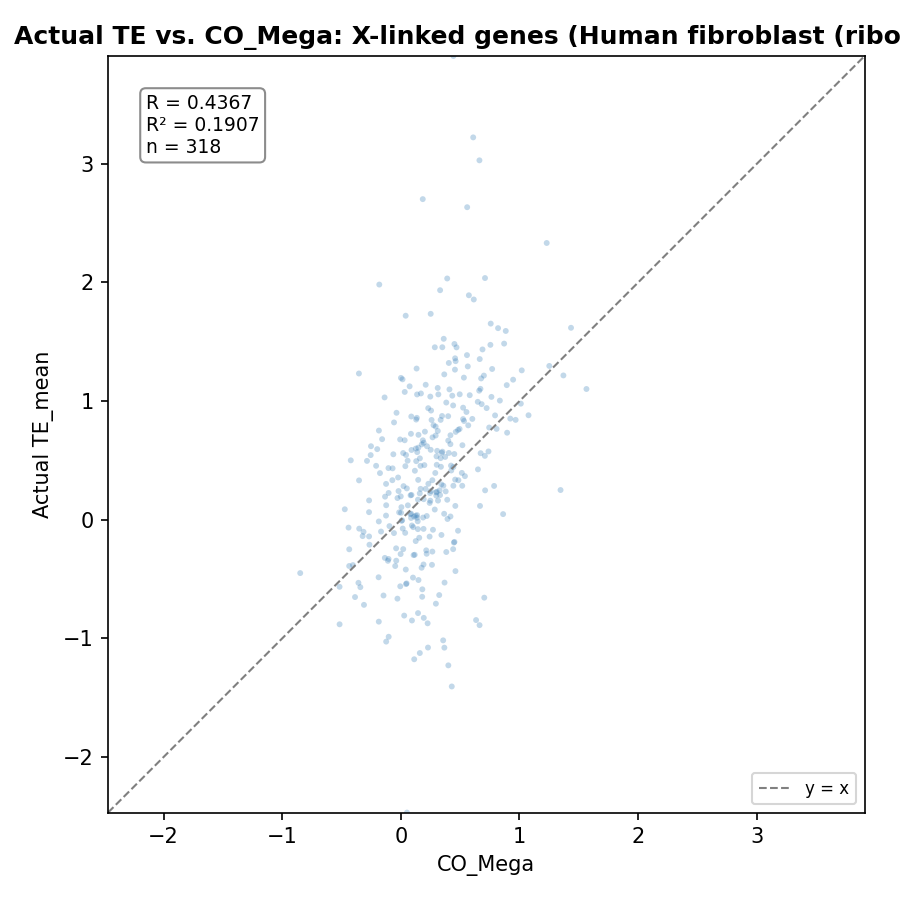 Actual TE vs. CO_Mega: X-linked genes (Human fibroblast (ribo
R = 0.4367
R² = 0.1907
n = 318
3
2
1
0
−1
−2
Actual TE_mean
y = x
−2
−1
0
1
2
3
CO_Mega